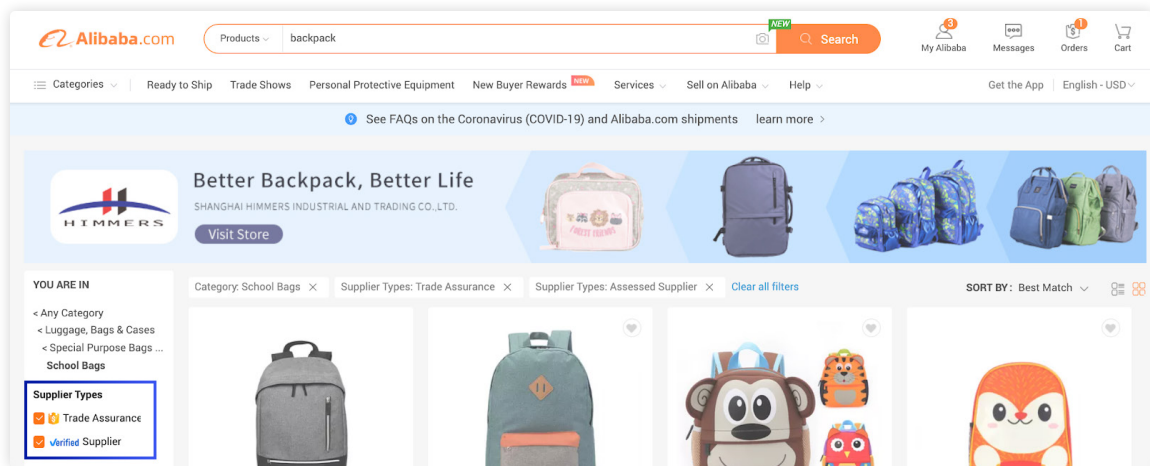 Alibaba.com
Products
backpack
NEW
Search
3
My Alibaba
Messages
1
Orders
Cart
Categories
Ready to Ship
Trade Shows
Personal Protective Equipment
New Buyer Rewards
NEW
Services
Sell on Alibaba
Help
Get the App
English - USD
See FAQs on the Coronavirus (COVID-19) and Alibaba.com shipments
learn more >
HIMMERS
Better Backpack, Better Life
SHANGHAI HIMMERS INDUSTRIAL AND TRADING CO.,LTD.
Visit Store
FOREST FRIENDS
YOU ARE IN
< Any Category
< Luggage, Bags & Cases
< Special Purpose Bags ...
School Bags
Supplier Types
Trade Assurance
Verified Supplier
Category: School Bags ×
Supplier Types: Trade Assurance ×
Supplier Types: Assessed Supplier ×
Clear all filters
SORT BY : Best Match